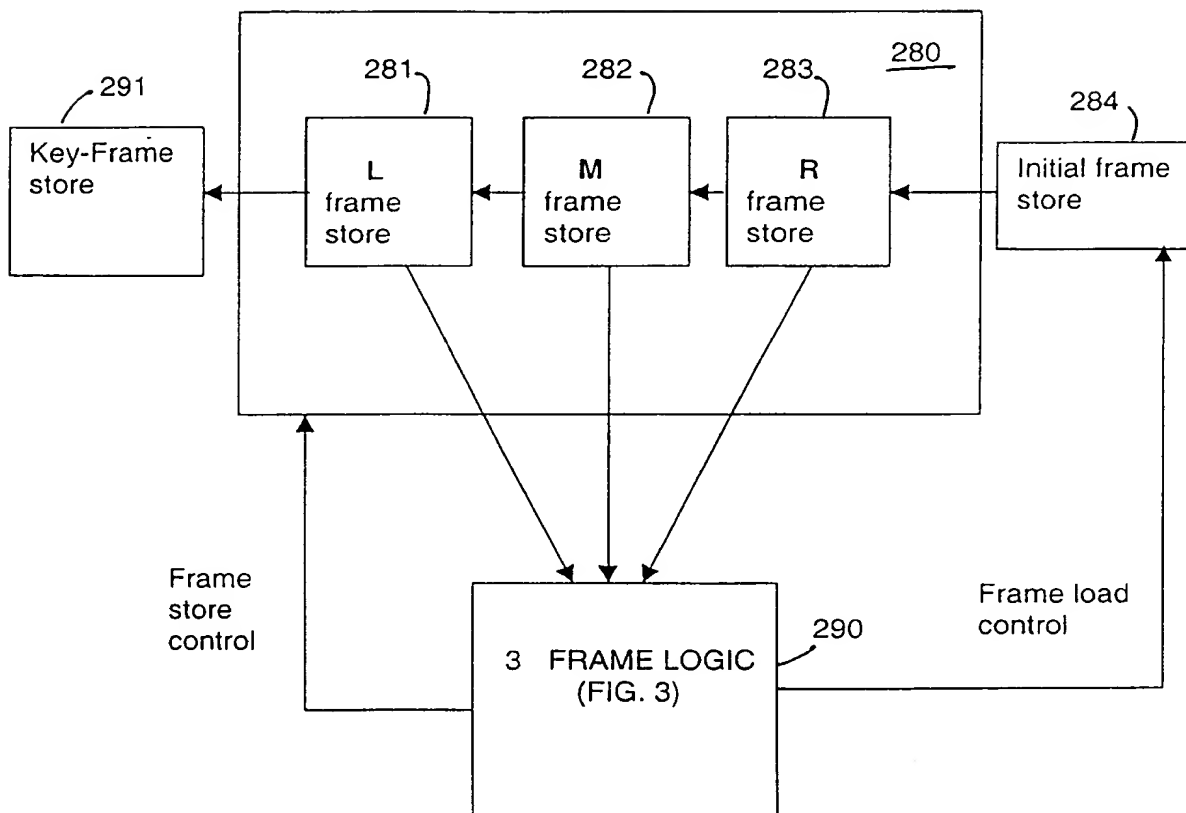 280
281
282
283
291
284
Key-Frame
store
L
frame
store
M
frame
store
R
frame
store
Initial frame
store
Frame
store
control
Frame load
control
290
3 FRAME LOGIC
(FIG. 3)